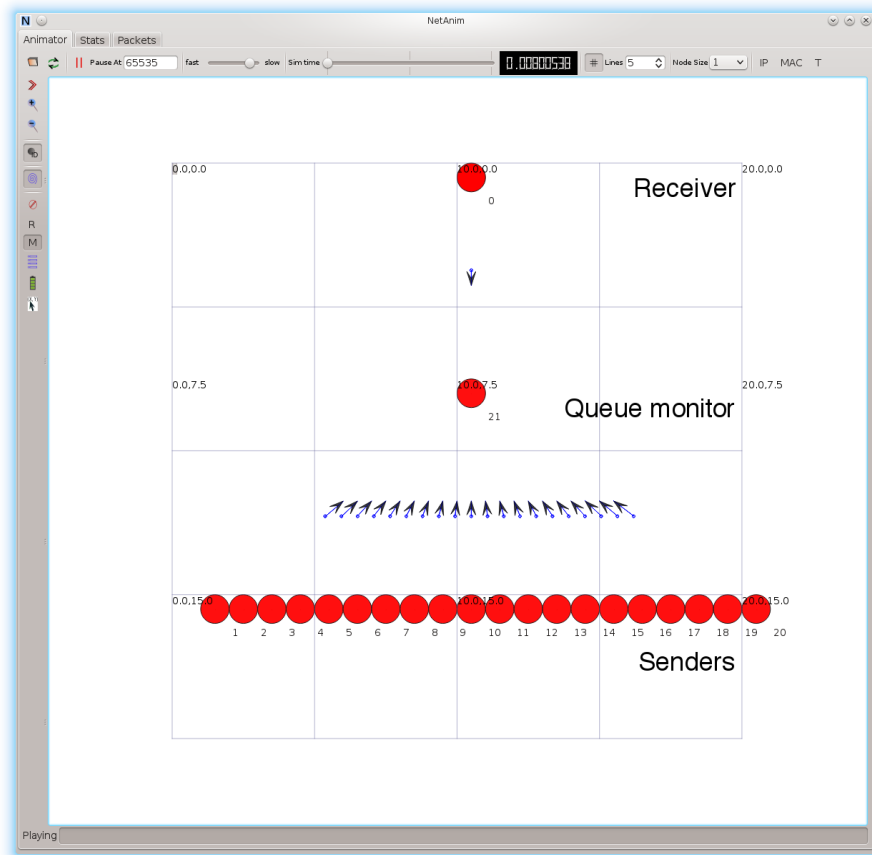 N NetAnim
Animator Stats Packets
Pause At 65535 fast slow Sim time 0.00800538 # Lines 5 Node Size 1 IP MAC T
R
M
0.0,0.0 10.0,0.0 20.0,0.0
Receiver
0
0.0,7.5 10.0,7.5 20.0,7.5
Queue monitor
21
0.0,15.0 10.0,15.0 20.0,15.0
1 2 3 4 5 6 7 8 9 10 11 12 13 14 15 16 17 18 19 20
Senders
Playing